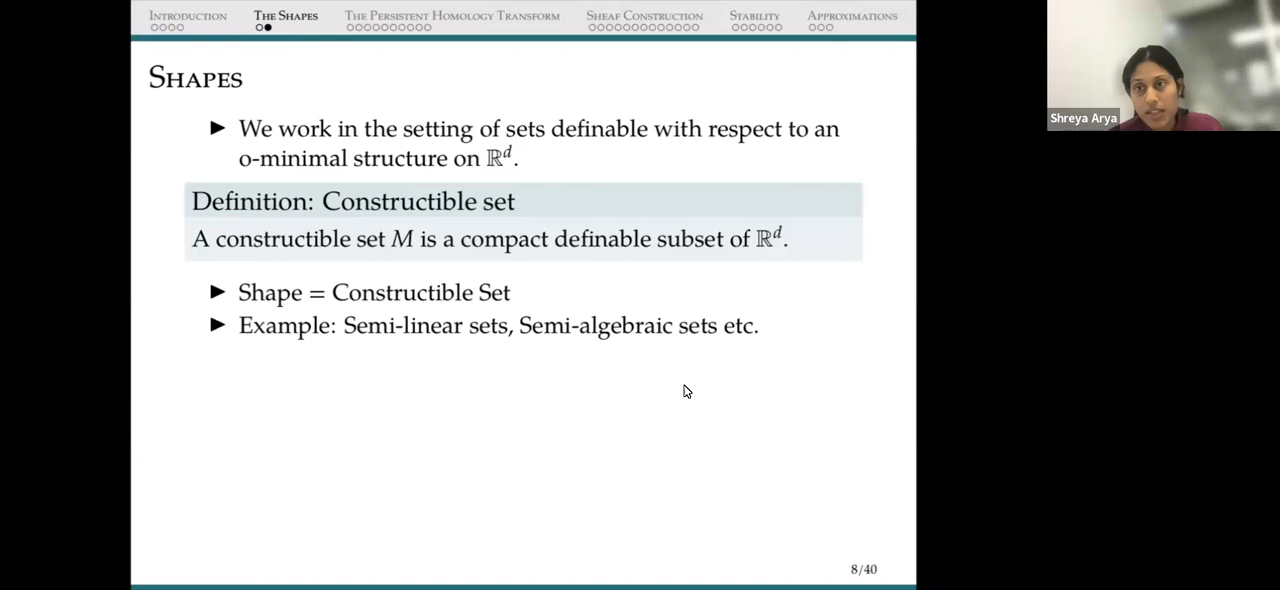 Introduction The Shapes The Persistent Homology Transform Sheaf Construction Stability Approximations
Shapes
▶ We work in the setting of sets definable with respect to an
o-minimal structure on ℝᵈ.
Definition: Constructible set
A constructible set M is a compact definable subset of ℝᵈ.
▶ Shape = Constructible Set
▶ Example: Semi-linear sets, Semi-algebraic sets etc.
8/40
Shreya Arya